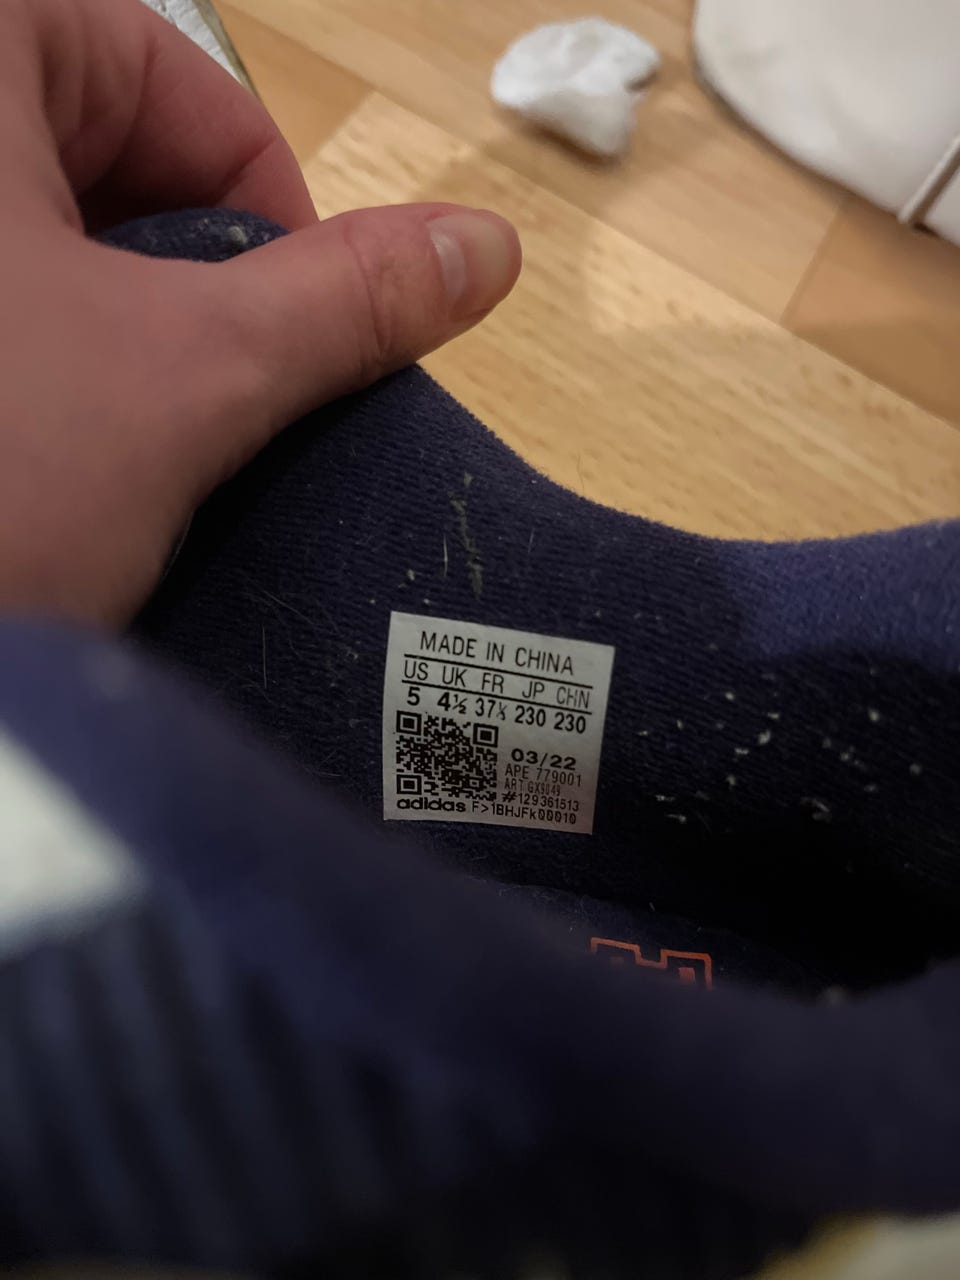 MADE IN CHINA
US UK FR JP CHN
5 4½ 37⅓ 230 230
03/22
APE 779001
ART GX9049
#129361513
adidas F>1BHJFk00010